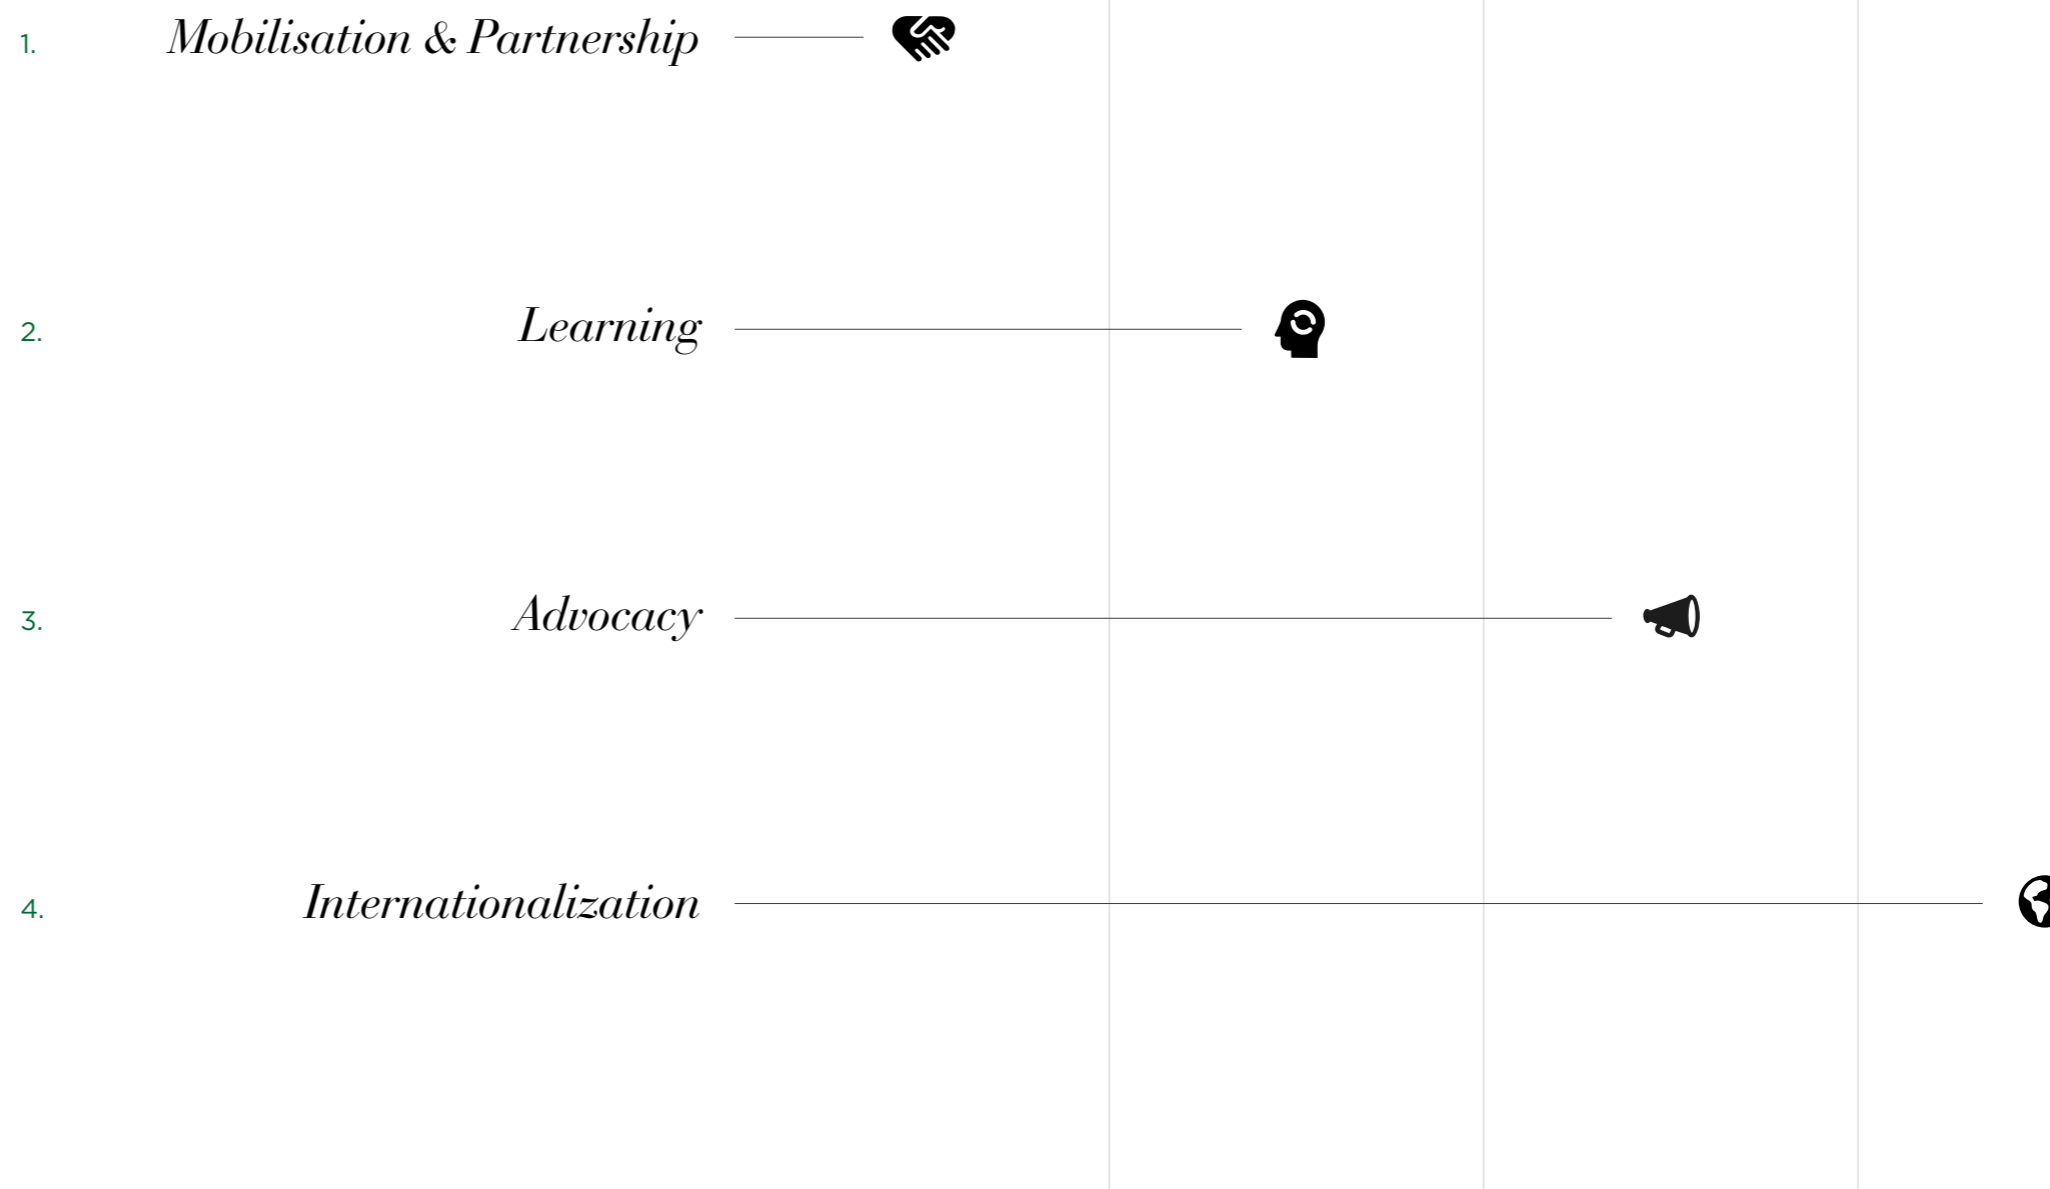 1. Mobilisation & Partnership
2. Learning
3. Advocacy
4. Internationalization